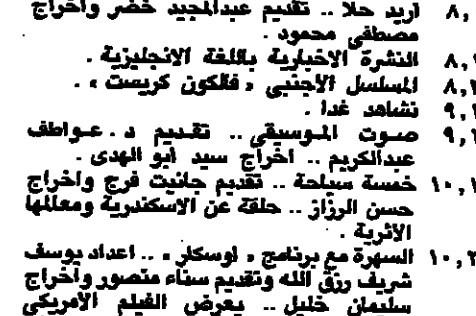 ٨, اريد حلا .. تقديم عبدالمجيد خضر واخراج
مصطفى محمود .
٨, النشرة الاخبارية باللغة الانجليزية .
٨, المسلسل الاجنبي « فالكون كريست » .
٩, نشاهد غدا .
٩, صوت الموسيقى .. تقديم د . عواطف
عبدالكريم .. اخراج سيد ابو الهدى .
١٠, خمسة سياحة .. تقديم جانيت فرج واخراج
حسن الرزاز .. حلقة عن الاسكندرية ومعالمها
الاثرية .
١٠, السهرة مع برنامج « اوسكار » .. اعداد يوسف
شريف رزق الله وتقديم سناء منصور واخراج
سليمان خليل .. يعرض الفيلم الامريكي